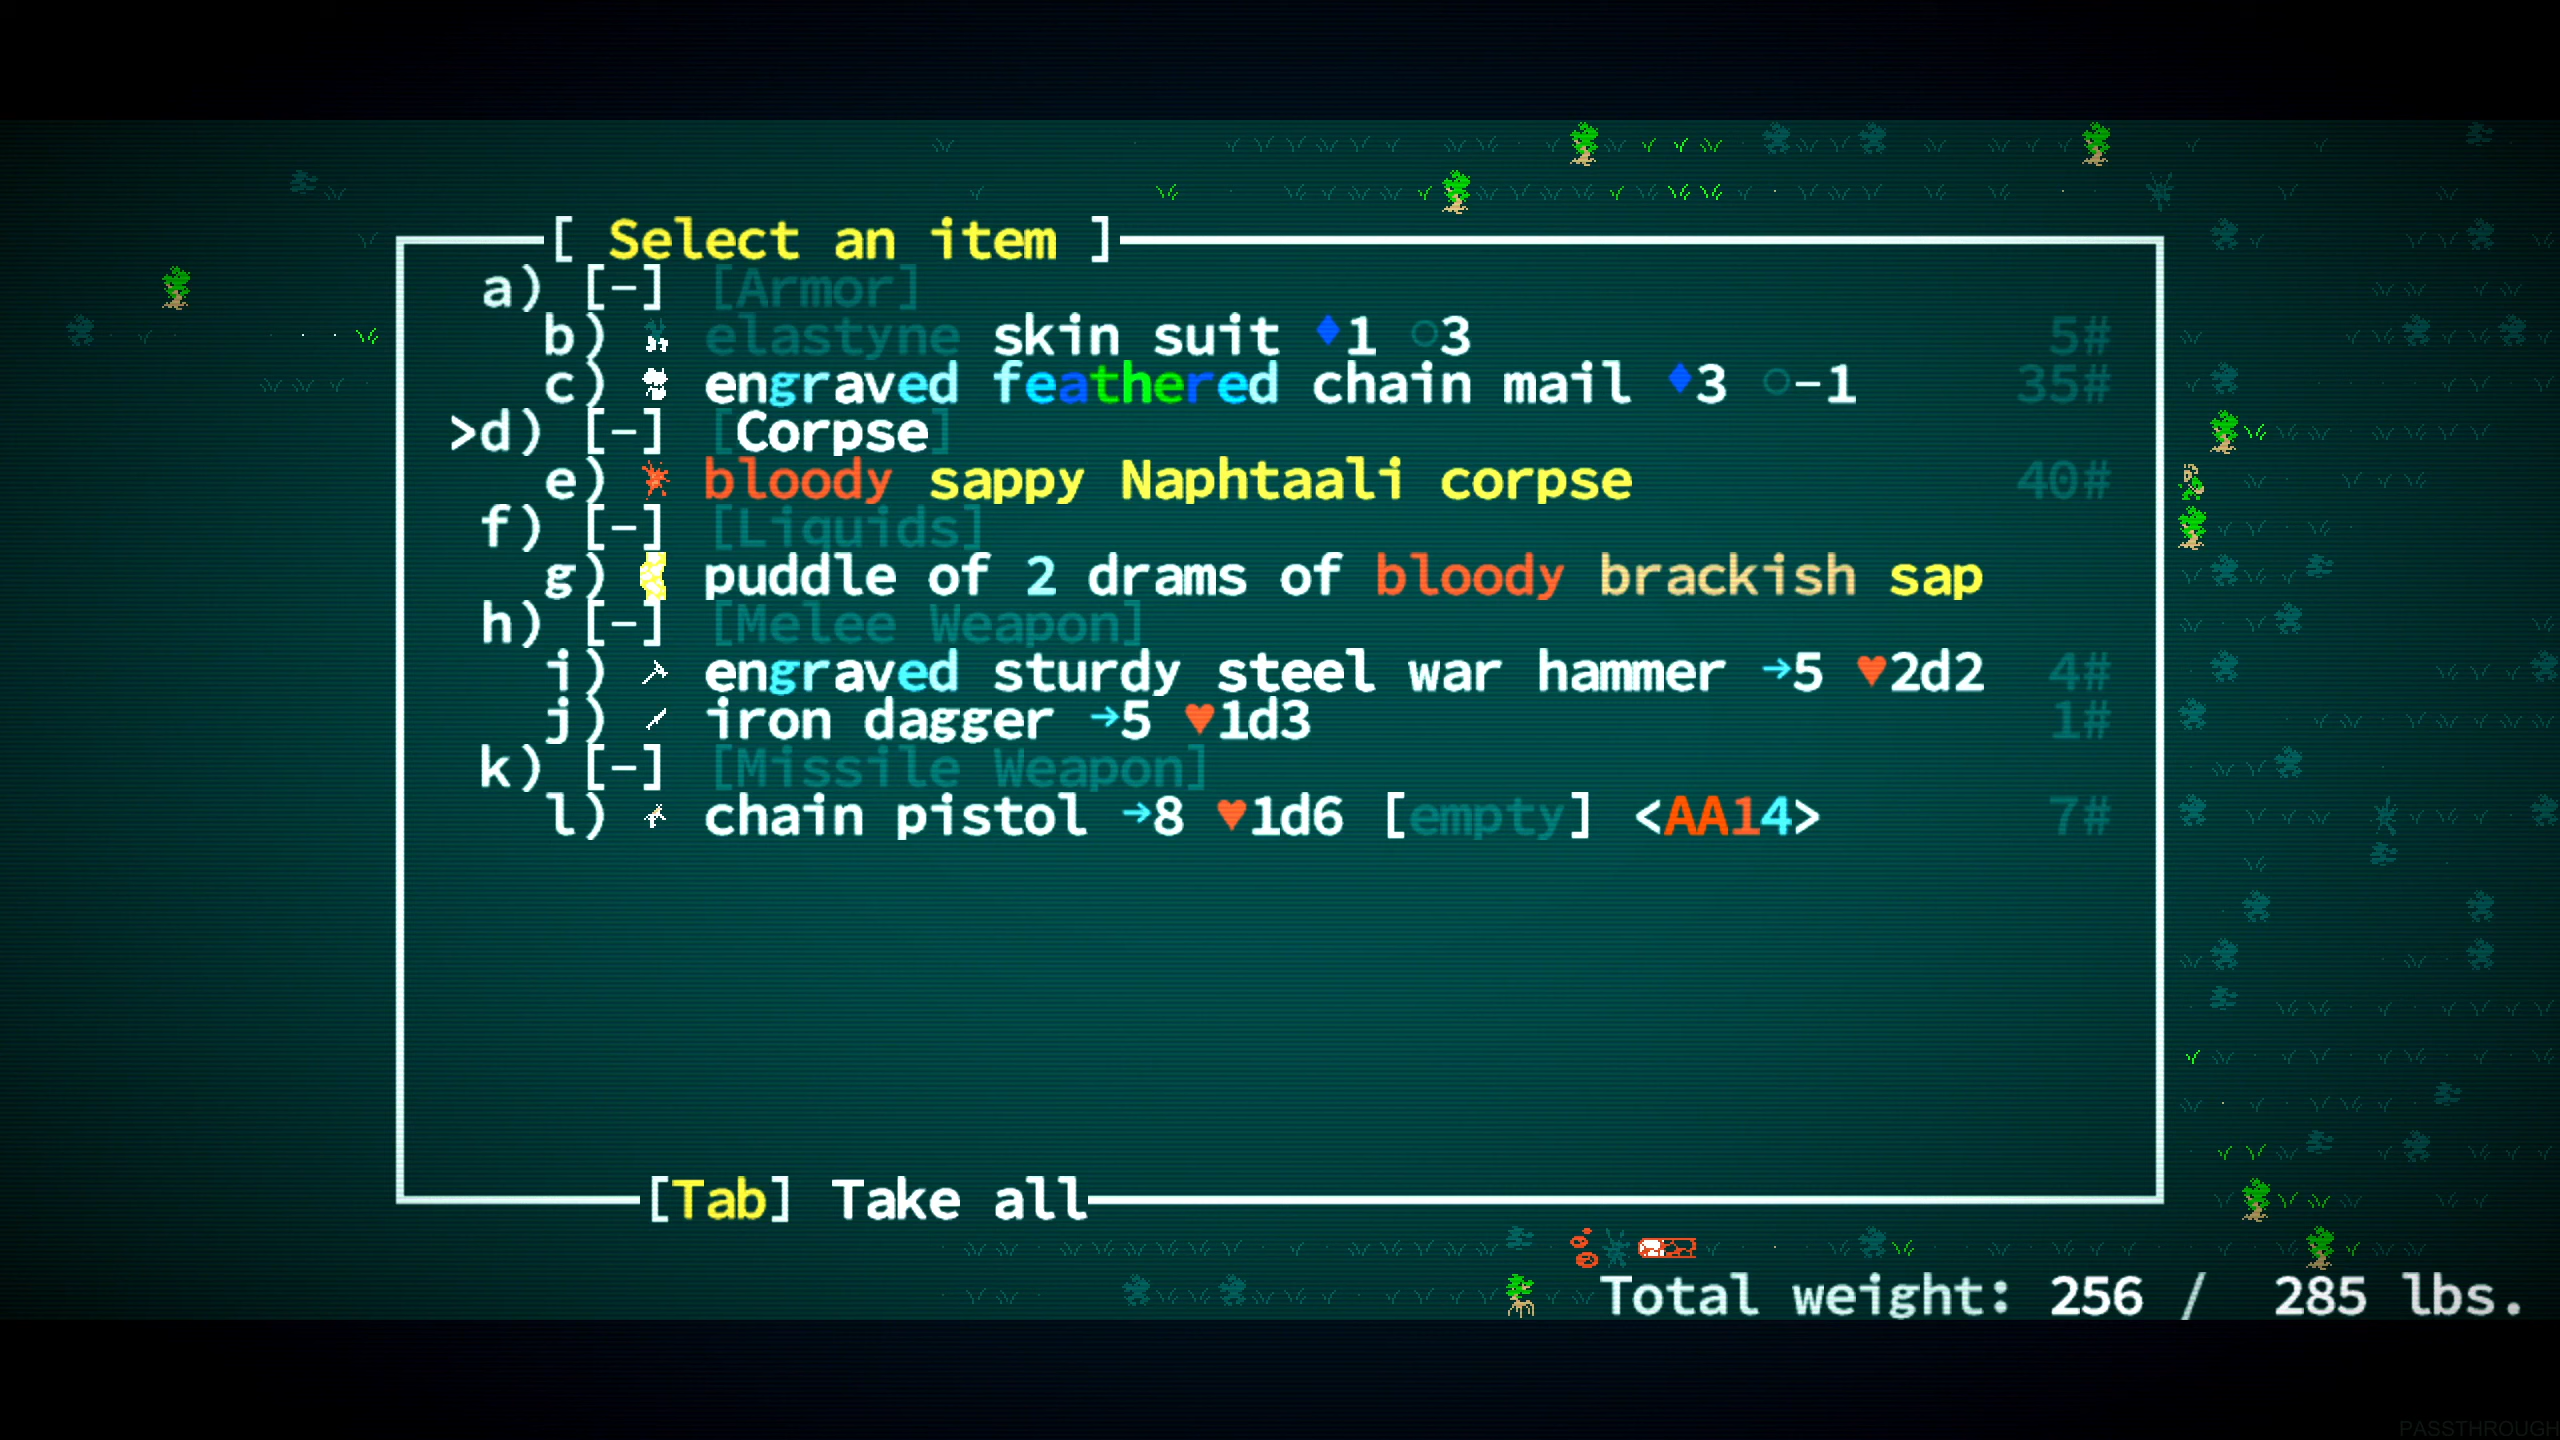 [ Select an item ]
a) [-] [Armor]
b) elastyne skin suit ♦1 ○3 5#
c) engraved feathered chain mail ♦3 ○-1 35#
>d) [-] [Corpse]
e) bloody sappy Naphtaali corpse 40#
f) [-] [Liquids]
g) puddle of 2 drams of bloody brackish sap
h) [-] [Melee Weapon]
i) engraved sturdy steel war hammer →5 ♥2d2 4#
j) iron dagger →5 ♥1d3 1#
k) [-] [Missile Weapon]
l) chain pistol →8 ♥1d6 [empty] <AA14> 7#
[Tab] Take all
Total weight: 256 / 285 lbs.
PASSTHROUGH